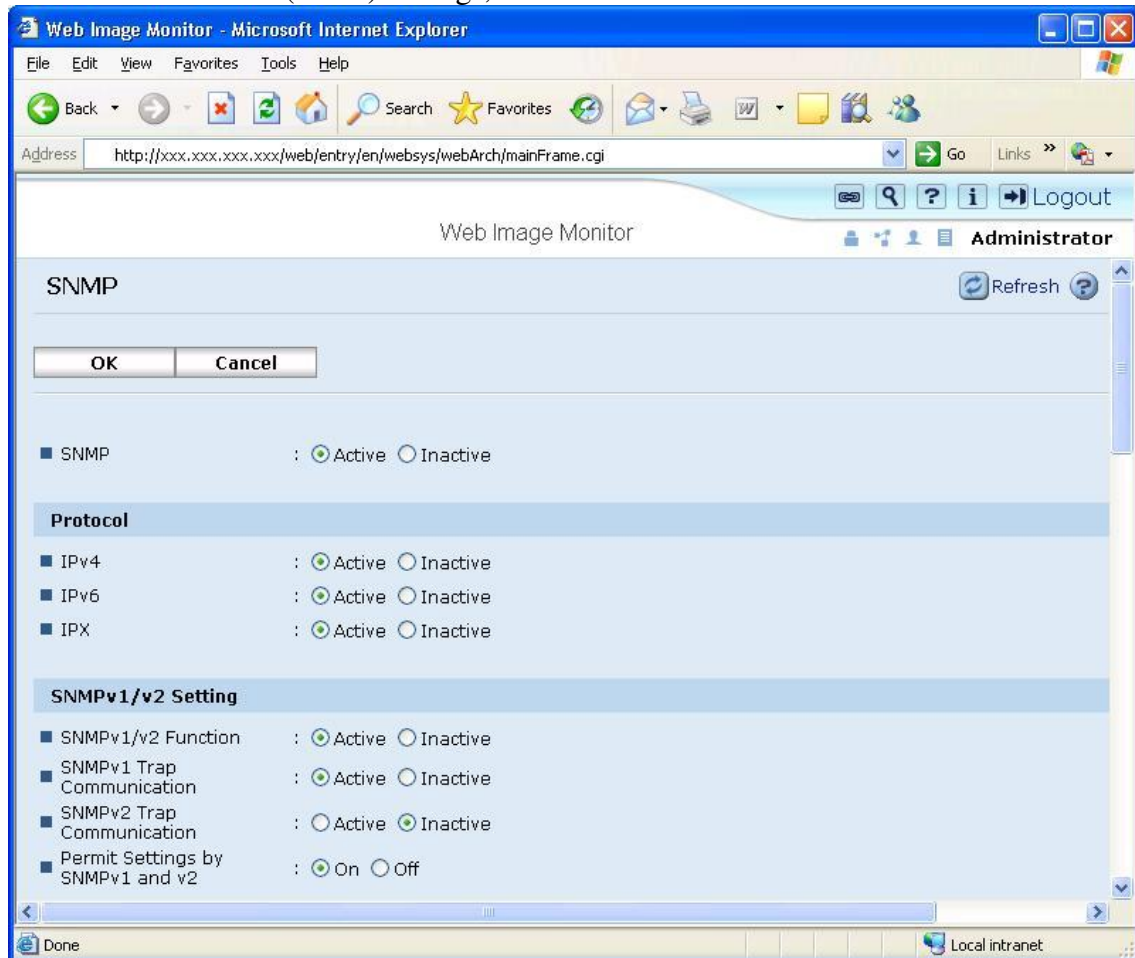 Web Image Monitor - Microsoft Internet Explorer
File Edit View Favorites Tools Help
Back Search Favorites
Address http://xxx.xxx.xxx.xxx/web/entry/en/websys/webArch/mainFrame.cgi Go Links »
? i Logout
Web Image Monitor Administrator
SNMP Refresh ?
OK Cancel
SNMP : Active Inactive
Protocol
IPv4 : Active Inactive
IPv6 : Active Inactive
IPX : Active Inactive
SNMPv1/v2 Setting
SNMPv1/v2 Function : Active Inactive
SNMPv1 Trap
Communication : Active Inactive
SNMPv2 Trap
Communication : Active Inactive
Permit Settings by
SNMPv1 and v2 : On Off
Done Local intranet